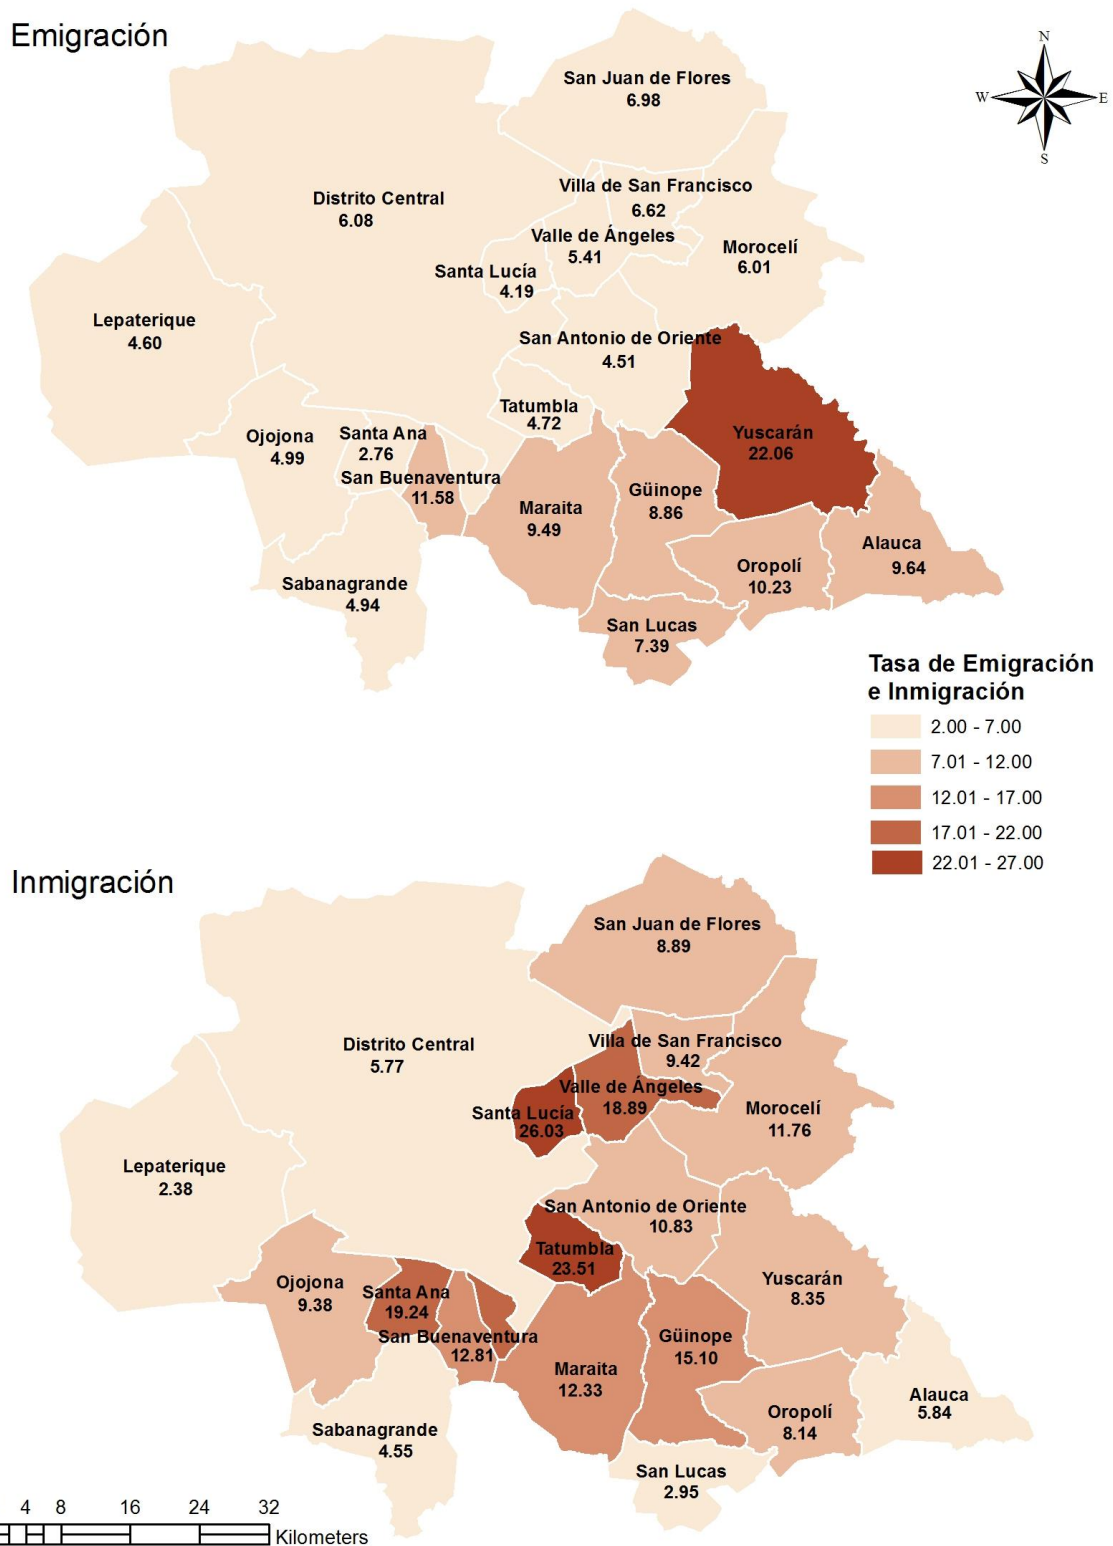 Emigración
N
W
E
S
San Juan de Flores
6.98
Villa de San Francisco
6.62
Distrito Central
6.08
Valle de Ángeles
5.41
Morocelí
6.01
Santa Lucía
4.19
Lepaterique
4.60
San Antonio de Oriente
4.51
Tatumbla
4.72
Yuscarán
22.06
Ojojona
4.99
Santa Ana
2.76
San Buenaventura
11.58
Güinope
8.86
Maraita
9.49
Alauca
9.64
Oropolí
10.23
Sabanagrande
4.94
San Lucas
7.39
Tasa de Emigración
e Inmigración
2.00 - 7.00
7.01 - 12.00
12.01 - 17.00
17.01 - 22.00
22.01 - 27.00
Inmigración
San Juan de Flores
8.89
Distrito Central
5.77
Villa de San Francisco
9.42
Valle de Ángeles
18.89
Santa Lucía
26.03
Morocelí
11.76
Lepaterique
2.38
San Antonio de Oriente
10.83
Tatumbla
23.51
Yuscarán
8.35
Ojojona
9.38
Santa Ana
19.24
San Buenaventura
12.81
Güinope
15.10
Maraita
12.33
Alauca
5.84
Oropolí
8.14
Sabanagrande
4.55
San Lucas
2.95
4 8 16 24 32
Kilometers